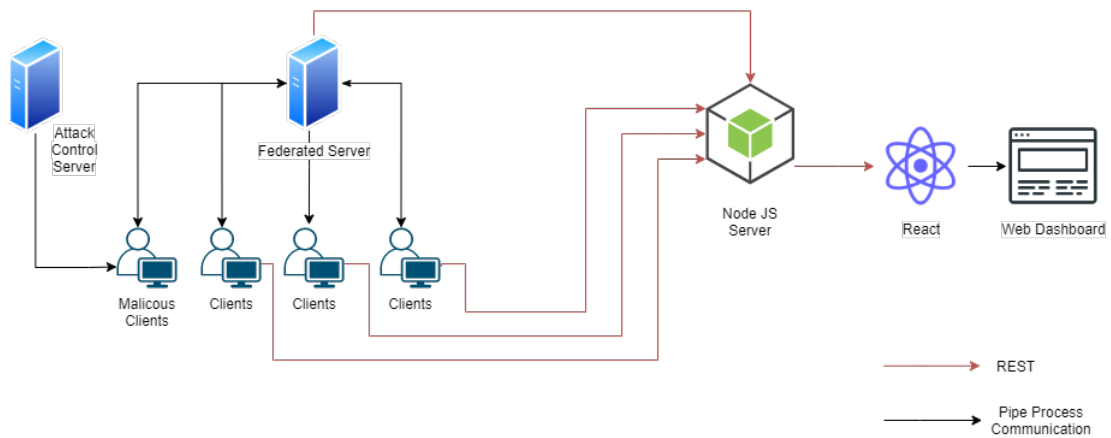 Attack
Control
Server
Federated Server
Malicous
Clients
Clients
Clients
Clients
Node JS
Server
React
Web Dashboard
REST
Pipe Process
Communication